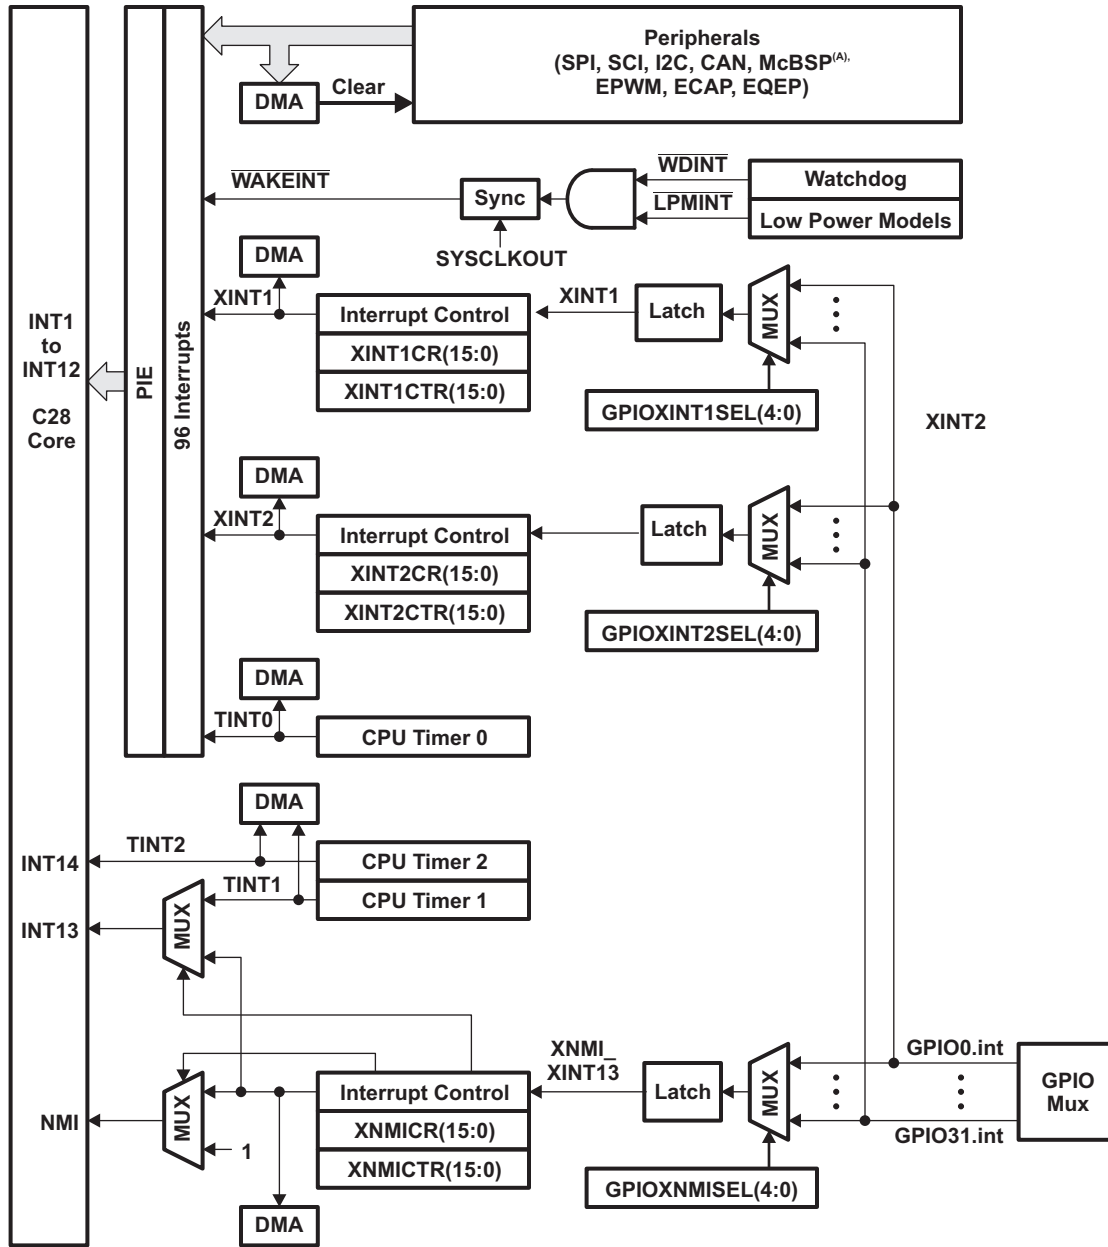 Peripherals
(SPI, SCI, I2C, CAN, McBSP(A),
EPWM, ECAP, EQEP)
DMA
Clear
WAKEINT
Sync
SYSCLKOUT
WDINT
LPMINT
Watchdog
Low Power Models
DMA
XINT1
Interrupt Control
XINT1CR(15:0)
XINT1CTR(15:0)
XINT1
Latch
MUX
GPIOXINT1SEL(4:0)
INT1
to
INT12
C28
Core
PIE
96 Interrupts
XINT2
DMA
XINT2
Interrupt Control
XINT2CR(15:0)
XINT2CTR(15:0)
Latch
MUX
GPIOXINT2SEL(4:0)
DMA
TINT0
CPU Timer 0
DMA
INT14
TINT2
CPU Timer 2
TINT1
CPU Timer 1
INT13
MUX
NMI
MUX
1
Interrupt Control
XNMICR(15:0)
XNMICTR(15:0)
DMA
XNMI_
XINT13
Latch
MUX
GPIOXNMISEL(4:0)
GPIO0.int
GPIO31.int
GPIO
Mux